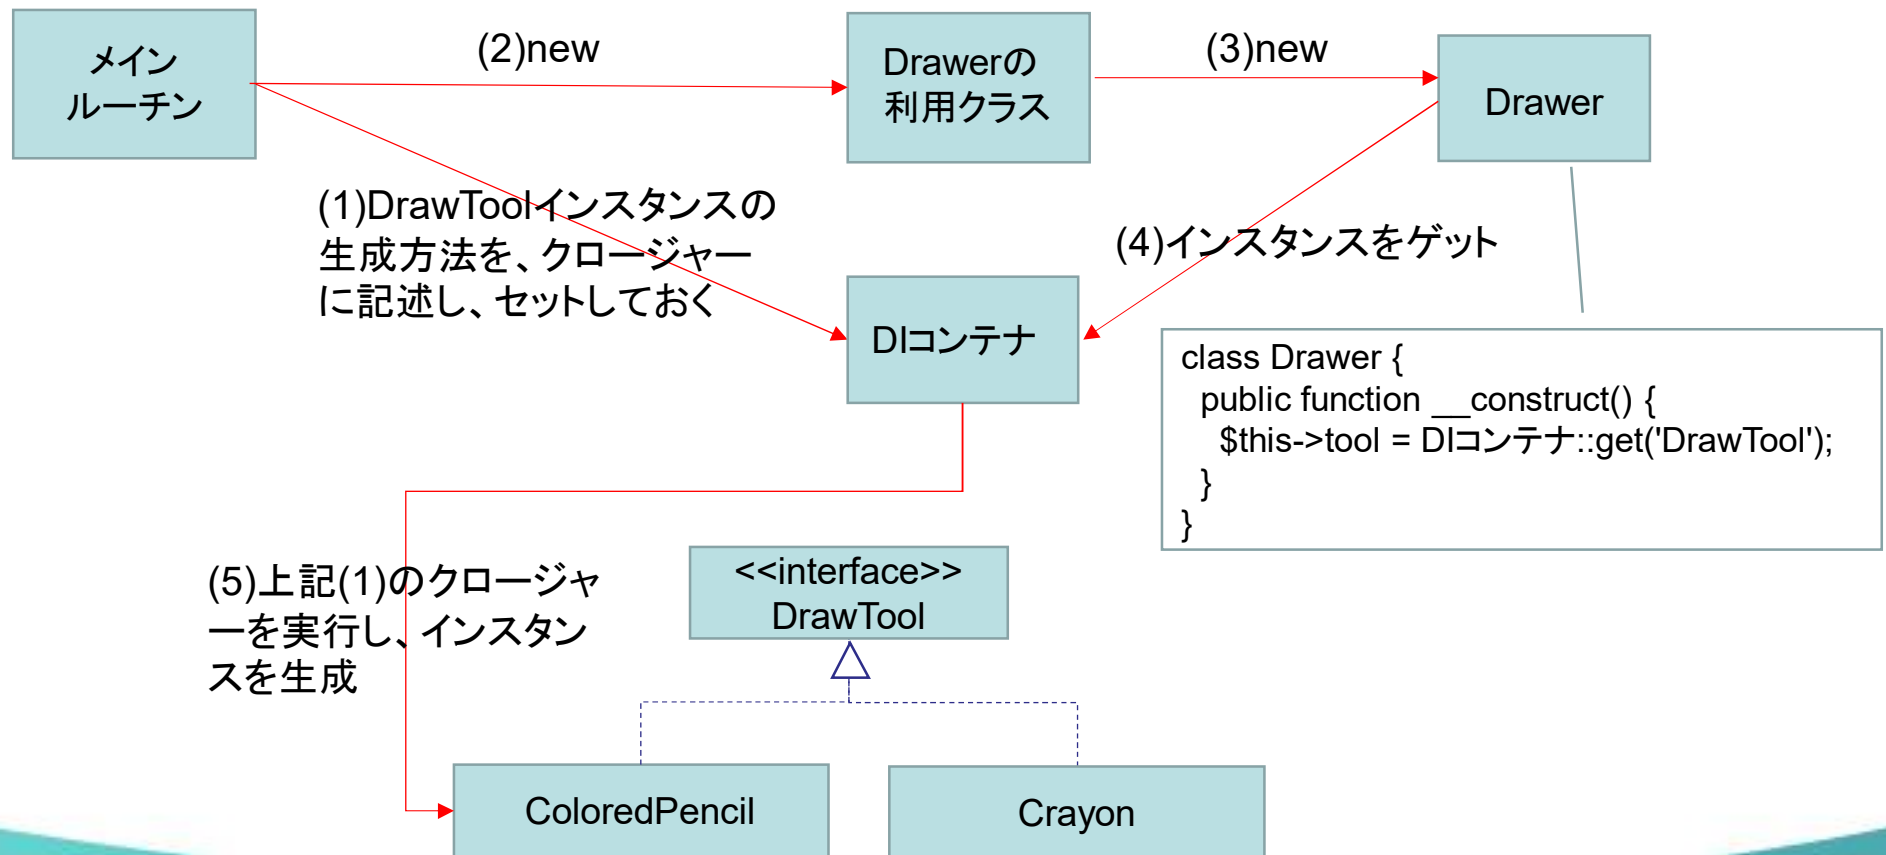 メイン
ルーチン
(2)new
Drawerの
利用クラス
(3)new
Drawer
(1)DrawToolインスタンスの
生成方法を、クロージャー
に記述し、セットしておく
(4)インスタンスをゲット
DIコンテナ
class Drawer {
public function __construct() {
$this->tool = DIコンテナ::get('DrawTool');
}
}
(5)上記(1)のクロージャ
ーを実行し、インスタン
スを生成
<<interface>>
DrawTool
ColoredPencil
Crayon